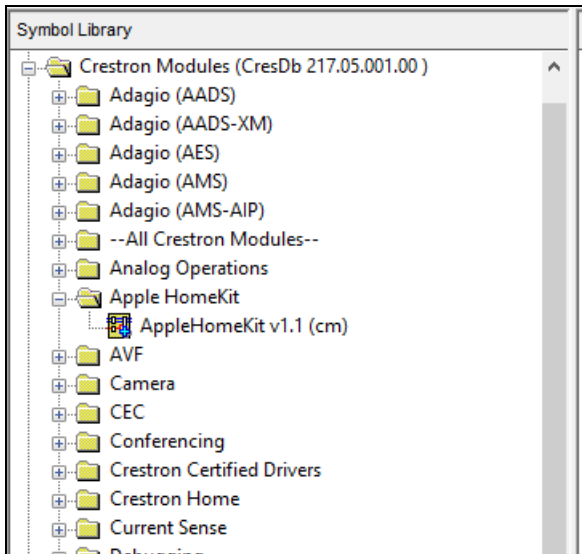 Symbol Library
Crestron Modules (CresDb 217.05.001.00 )
Adagio (AADS)
Adagio (AADS-XM)
Adagio (AES)
Adagio (AMS)
Adagio (AMS-AIP)
--All Crestron Modules--
Analog Operations
Apple HomeKit
AppleHomeKit v1.1 (cm)
AVF
Camera
CEC
Conferencing
Crestron Certified Drivers
Crestron Home
Current Sense
Debugging